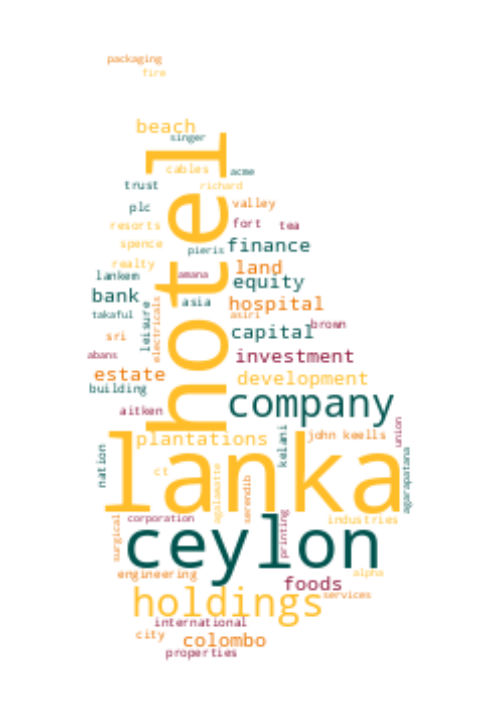 packaging
fire
beach
singer
hotel
cables
acme
trust
richard
plc
valley
resorts
fort
tea
spence
pieris
finance
realty
land
lankem
amana
equity
bank
asia
hospital
takaful
leisure
electricals
asiri
brown
sri
capital
abans
investment
estate
development
building
company
aitken
plantations
kelani
john keells
union
nation
lanka
ct
agalawatte
serendib
agarapatana
surgical
corporation
ceylon
printing
industries
engineering
foods
alpha
holdings
services
international
city
colombo
properties